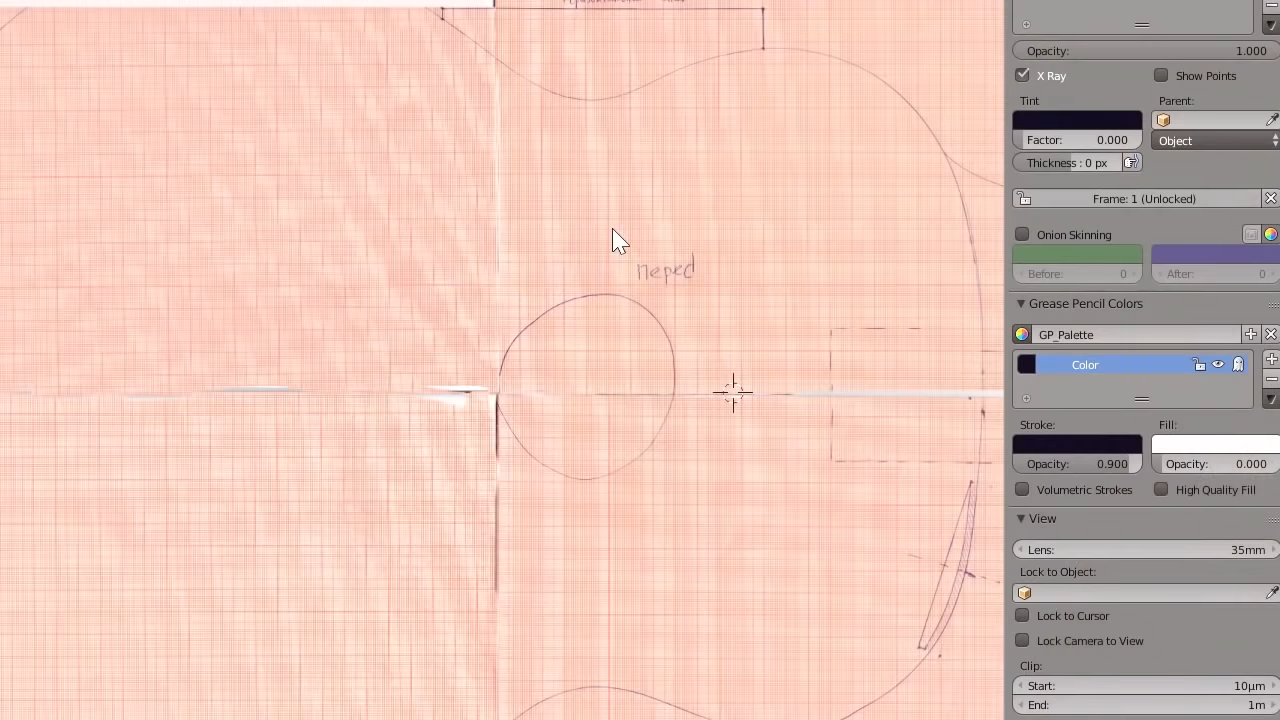 Opacity: 1.000
X Ray
Show Points
Tint
Parent:
Factor: 0.000
Object
Thickness : 0 px
Frame: 1 (Unlocked)
Onion Skinning
Before: 0
After: 0
перед
Grease Pencil Colors
GP_Palette
Color
Stroke:
Fill:
Opacity: 0.900
Opacity: 0.000
Volumetric Strokes
High Quality Fill
View
Lens: 35mm
Lock to Object:
Lock to Cursor
Lock Camera to View
Clip:
Start: 10µm
End: 1m